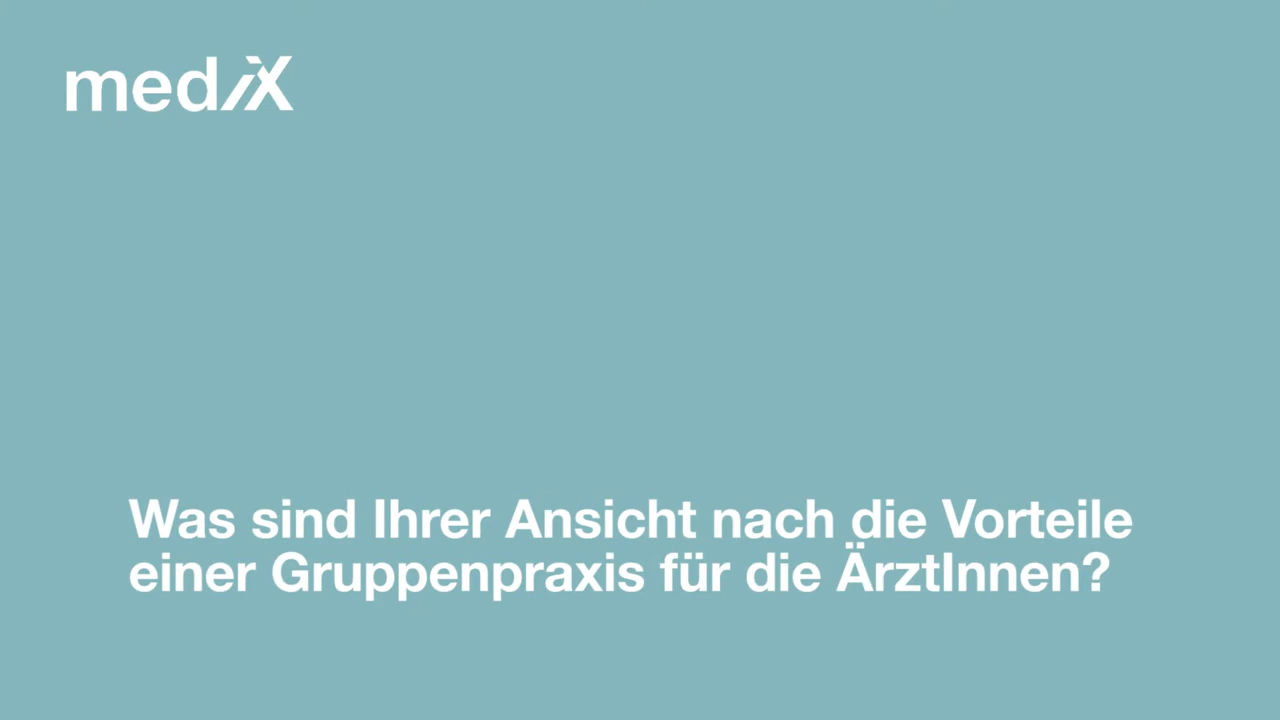 mediX
Was sind Ihrer Ansicht nach die Vorteile
einer Gruppenpraxis für die ÄrztInnen?